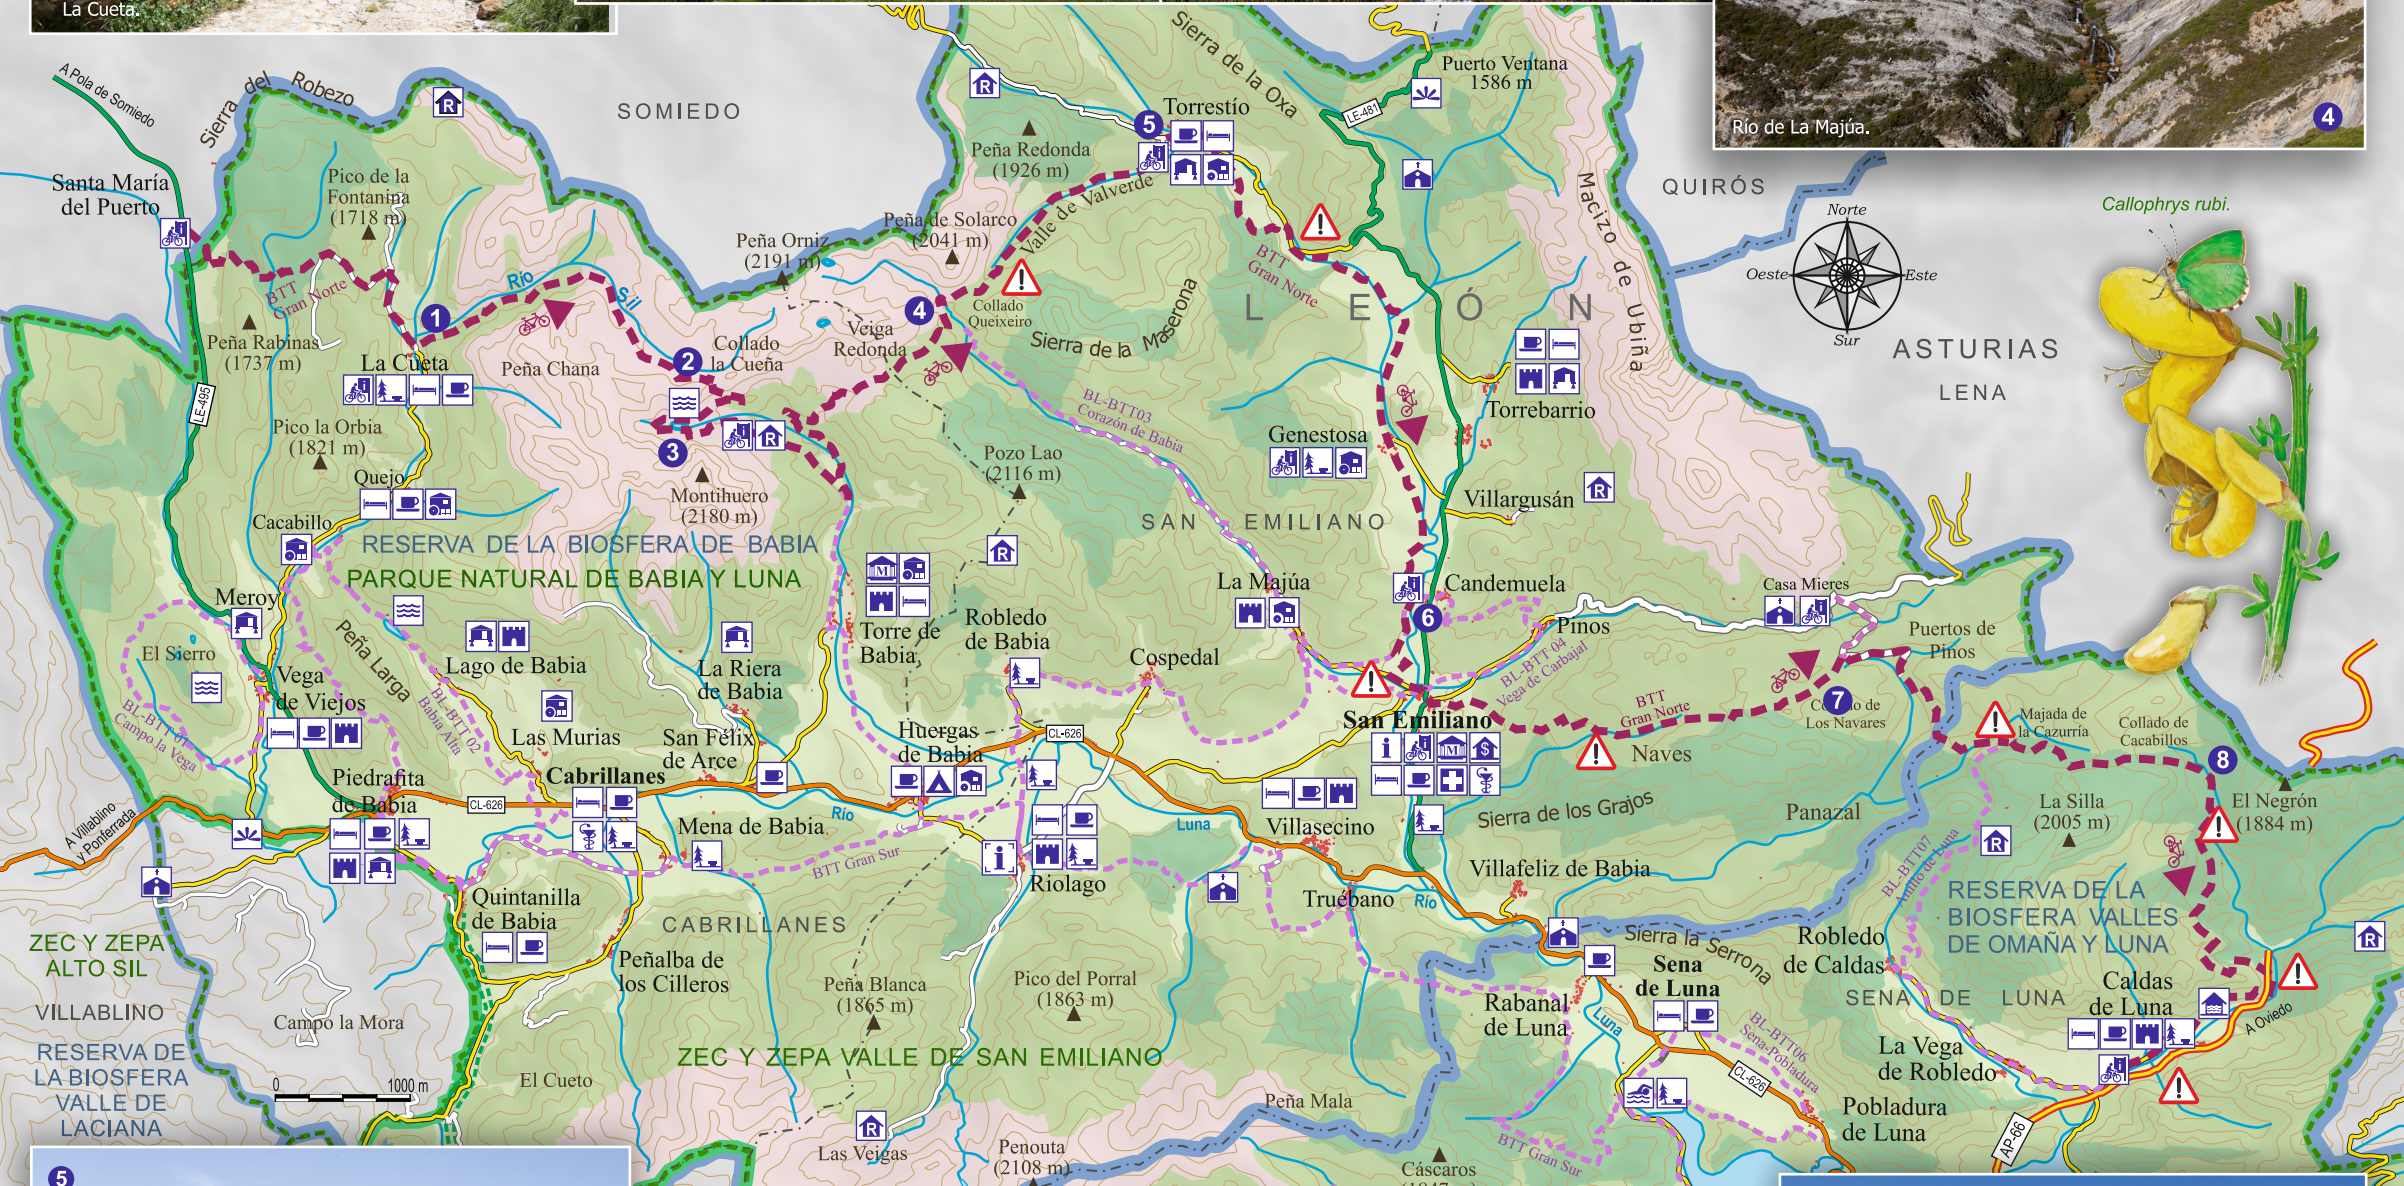 La Cueta.
Río de La Majúa.
4
A Pola de Somiedo
Sierra del Robezo
SOMIEDO
Sierra de la Oxa
Puerto Ventana
1586 m
LE-481
Torrestío
5
Peña Redonda
(1926 m)
Santa María
del Puerto
Pico de la
Fontanina
(1718 m)
Valle de Valverde
Peña de Solarco
(2041 m)
Peña Orniz
(2191 m)
Macizo de Ubiña
QUIRÓS
Norte
Oeste
Este
Sur
ASTURIAS
LENA
Callophrys rubi.
BTT
Gran Norte
Río Sil
1
BTT
Gran Norte
LEÓN
4
Collado
Queixeiro
Veiga
Redonda
Sierra de la Maserona
Peña Rabinas
(1737 m)
La Cueta
Peña Chana
2
Collado
la Cueña
LE-495
3
BL-BTT03
Corazón de Babia
Torrebarrio
Pico la Orbia
(1821 m)
Genestosa
Pozo Lao
(2116 m)
Quejo
Montihuero
(2180 m)
Villargusán
Cacabillo
SAN EMILIANO
RESERVA DE LA BIOSFERA DE BABIA
PARQUE NATURAL DE BABIA Y LUNA
La Majúa
Candemuela
Casa Mieres
Meroy
6
Pinos
Puertos de
Pinos
Torre de
Babia
Robledo
de Babia
Peña Larga
Lago de Babia
La Riera
de Babia
El Sierro
Cospedal
BL-BTT 04
Vega de Carbajal
Vega
de Viejos
BL-BTT 01
Campo la Vega
BL-BTT 02
Babia Alta
7
BTT
Gran Norte
Los Navares
San Emiliano
Naves
Majada de
la Cazurría
Collado de
Cacabillos
8
Las Murias
San Félix
de Arce
Huergas
de Babia
CL-626
Cabrillanes
Piedrafita
de Babia
CL-626
A Villablino
y Ponferrada
Mena de Babia
Río
Luna
Villasecino
Sierra de los Grajos
Panazal
La Silla
(2005 m)
El Negrón
(1884 m)
BTT Gran Sur
Riolago
Villafeliz de Babia
BL-BTT07
Anillo de Luna
Quintanilla
de Babia
Truébano
Río
RESERVA DE LA
BIOSFERA VALLES
DE OMAÑA Y LUNA
CABRILLANES
Sierra la Serrona
Robledo
de Caldas
ZEC Y ZEPA
ALTO SIL
Peñalba de
los Cilleros
Peña Blanca
(1865 m)
Pico del Porral
(1863 m)
Sena
de Luna
Rabanal
de Luna
Luna
SENA DE LUNA
Caldas
de Luna
VILLABLINO
Campo la Mora
A Oviedo
BL-BTT06
Sena-Pobladura
RESERVA DE
LA BIOSFERA
VALLE DE
LACIANA
ZEC Y ZEPA VALLE DE SAN EMILIANO
La Vega
de Robledo
0
1000 m
El Cueto
CL-626
Peña Mala
Pobladura
de Luna
AP-66
Las Veigas
Penouta
(2108 m)
BTT Gran Sur
Cáscaros
5